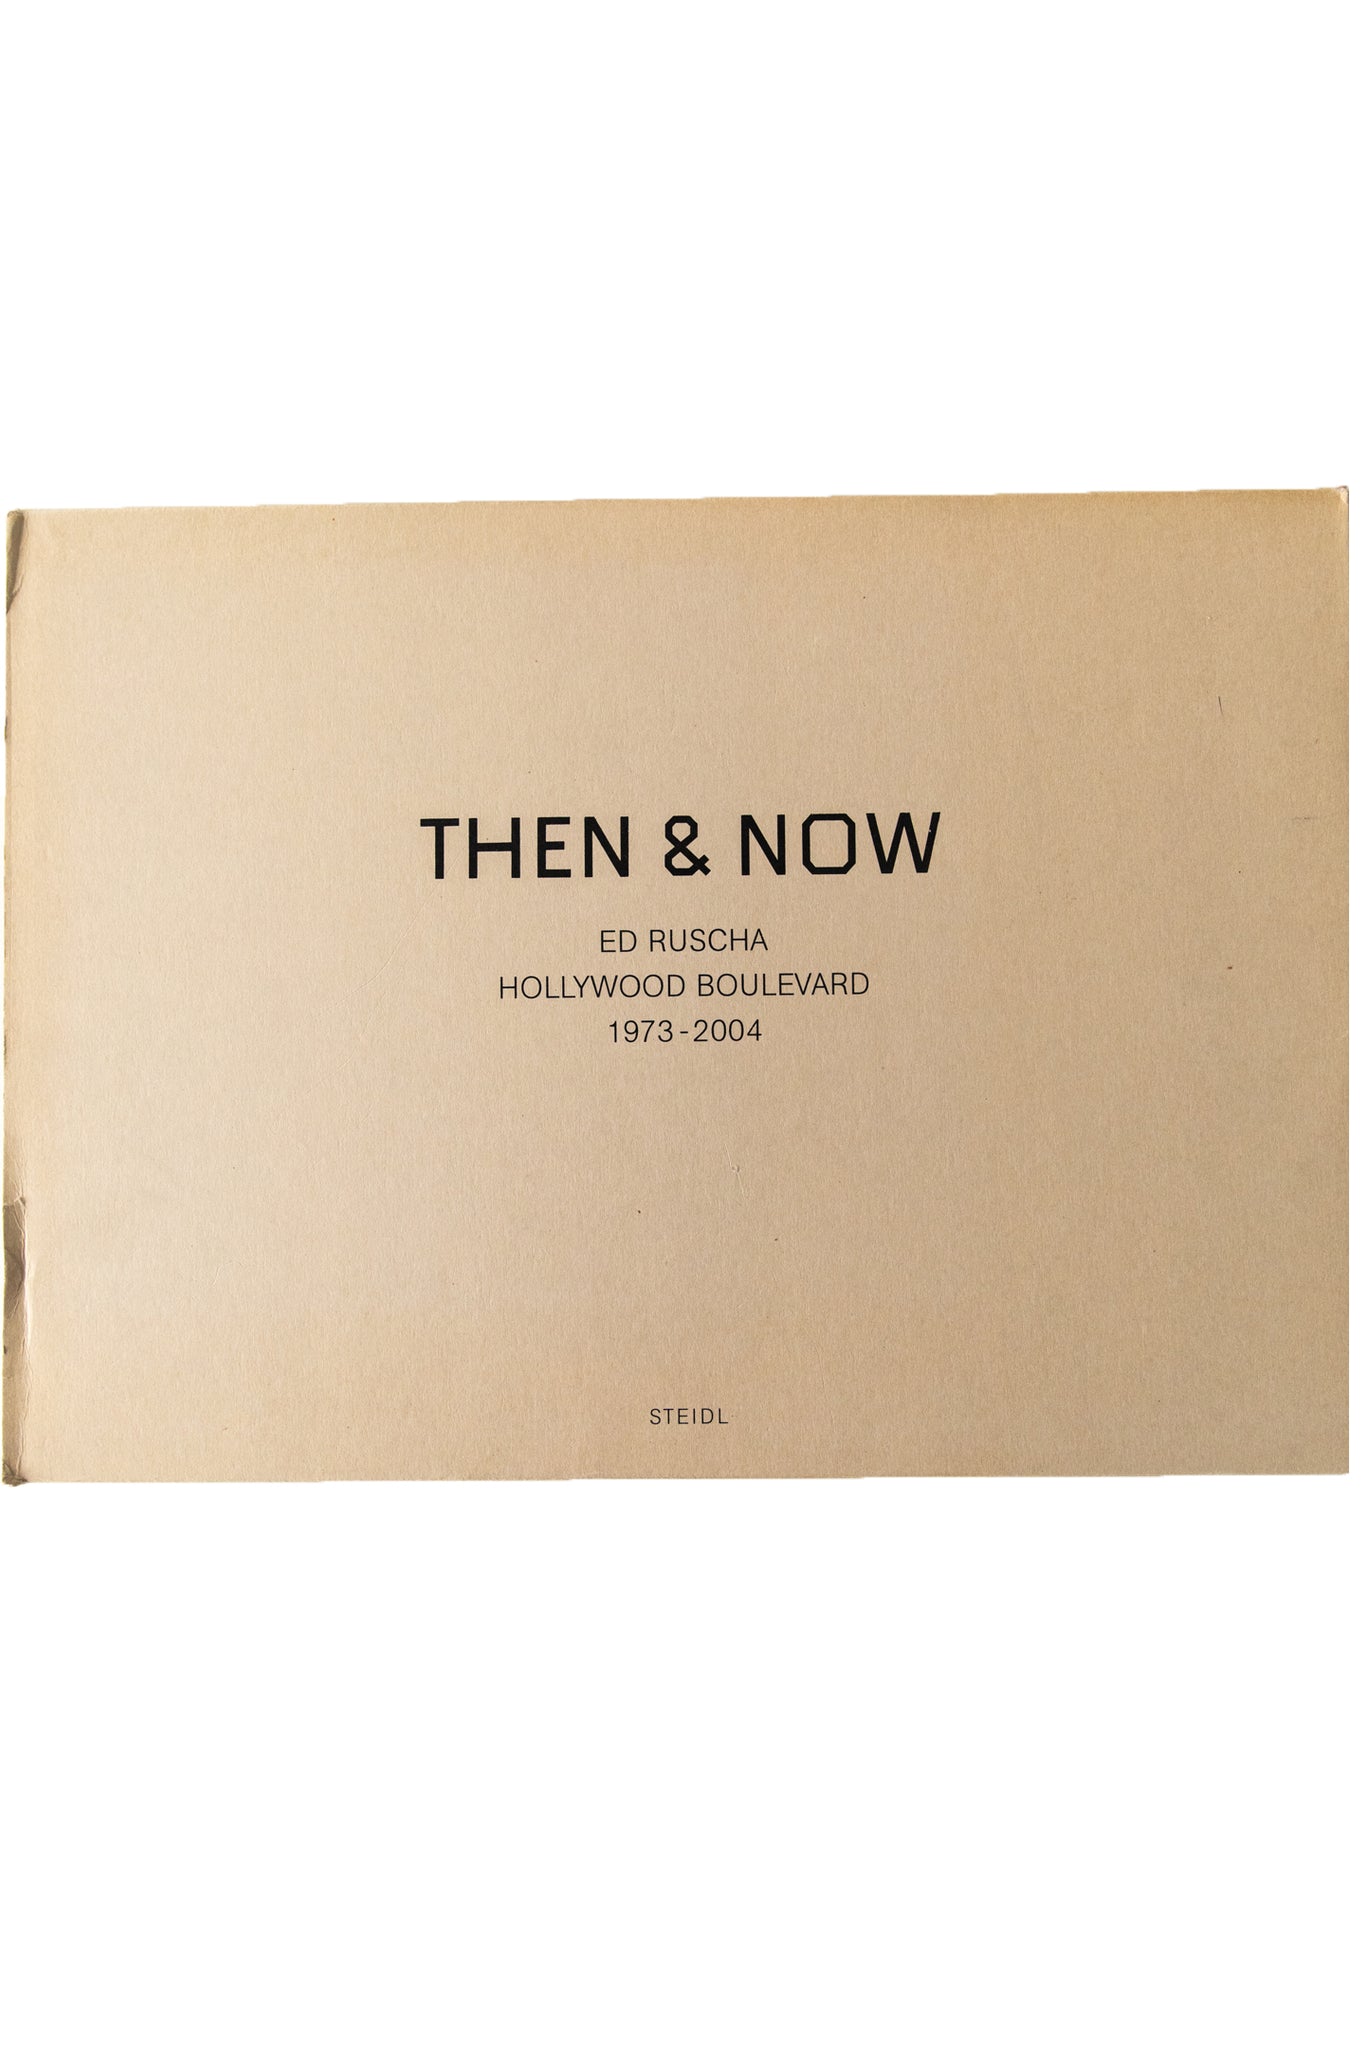 THEN & NOW
ED RUSCHA
HOLLYWOOD BOULEVARD
1973-2004
STEIDL